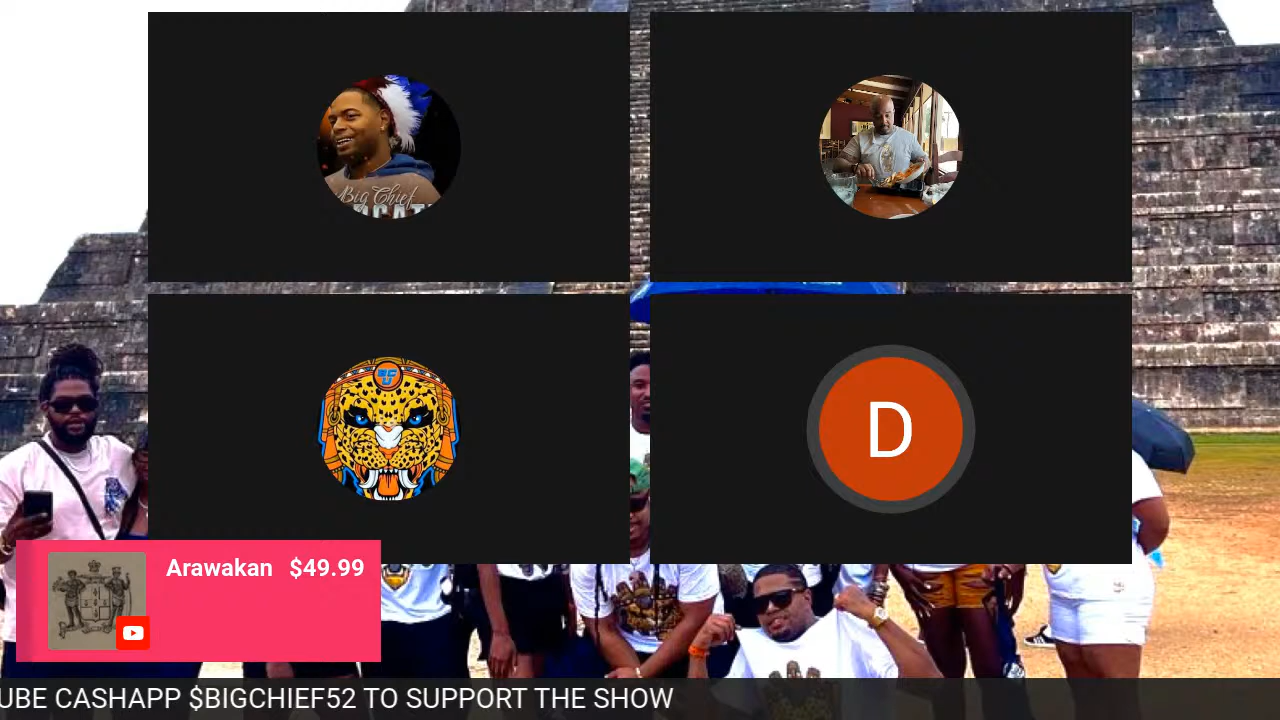 Big Chief
D
Arawakan $49.99
UBE CASHAPP $BIGCHIEF52 TO SUPPORT THE SHOW